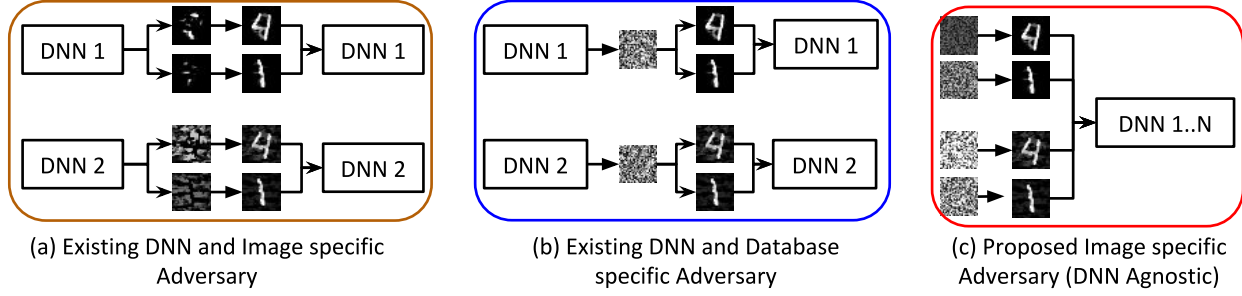 DNN 1
DNN 1
DNN 2
DNN 2
(a) Existing DNN and Image specific
Adversary
DNN 1
DNN 1
DNN 2
DNN 2
(b) Existing DNN and Database
specific Adversary
DNN 1..N
(c) Proposed Image specific
Adversary (DNN Agnostic)